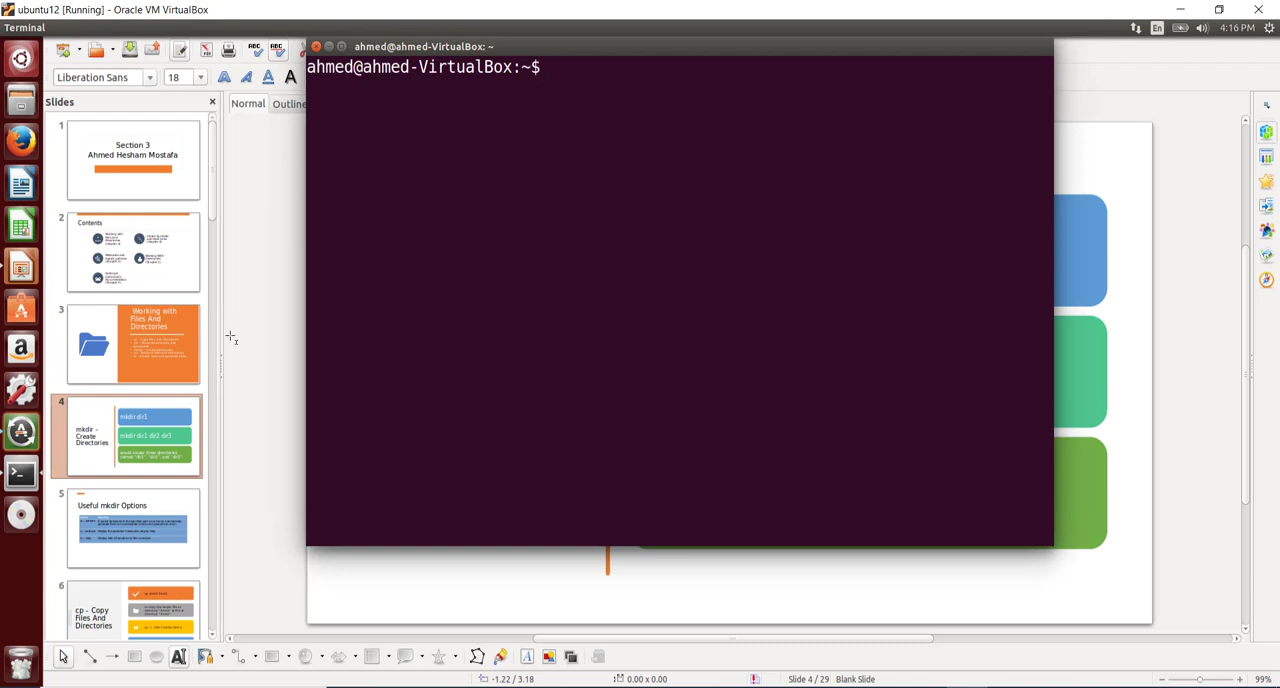 ubuntu12 [Running] - Oracle VM VirtualBox
Terminal
En
4:16 PM
ahmed@ahmed-VirtualBox: ~
ahmed@ahmed-VirtualBox:~$
ABC
ABC
Liberation Sans
18
A
A
A
A
Slides
Normal
Outline
1
Section 3
Ahmed Hesham Mostafa
2
Contents
3
Working with
Files And
Directories
4
mkdir -
Create
Directories
mkdir dir1
mkdir dir1 dir2 dir3
5
Useful mkdir Options
6
cp - Copy
Files And
Directories
-1.22 / 3.18
0.00 x 0.00
Slide 4 / 29
Blank Slide
99%